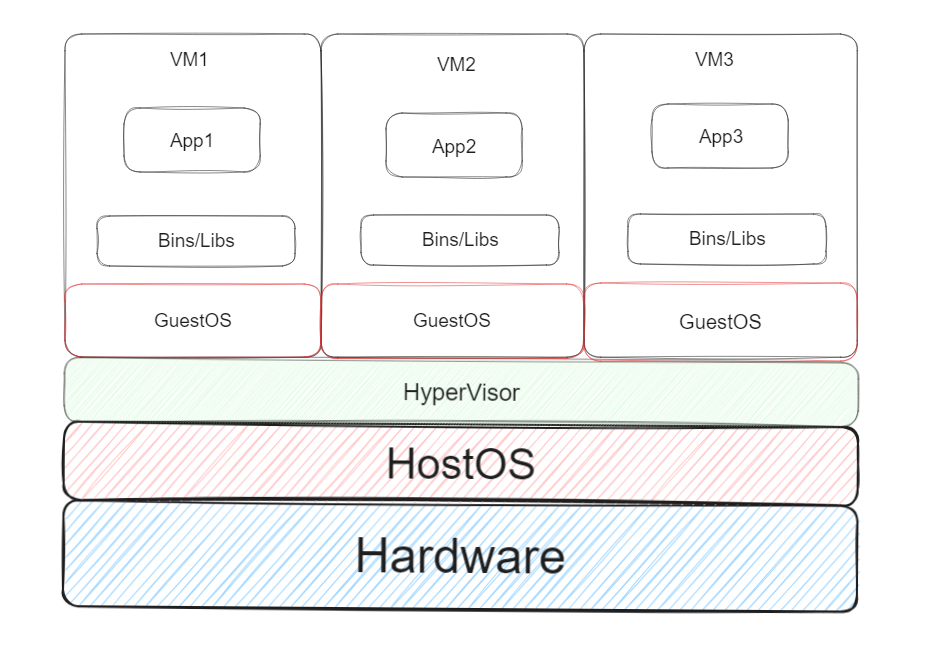 VM1
VM2
VM3
App1
App2
App3
Bins/Libs
Bins/Libs
Bins/Libs
GuestOS
GuestOS
GuestOS
HyperVisor
HostOS
Hardware